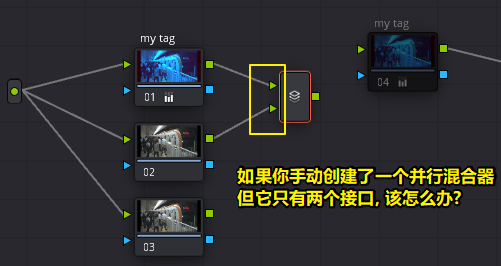 my tag
my tag
01
04
02
如果你手动创建了一个并行混合器
但它只有两个接口, 该怎么办?
03